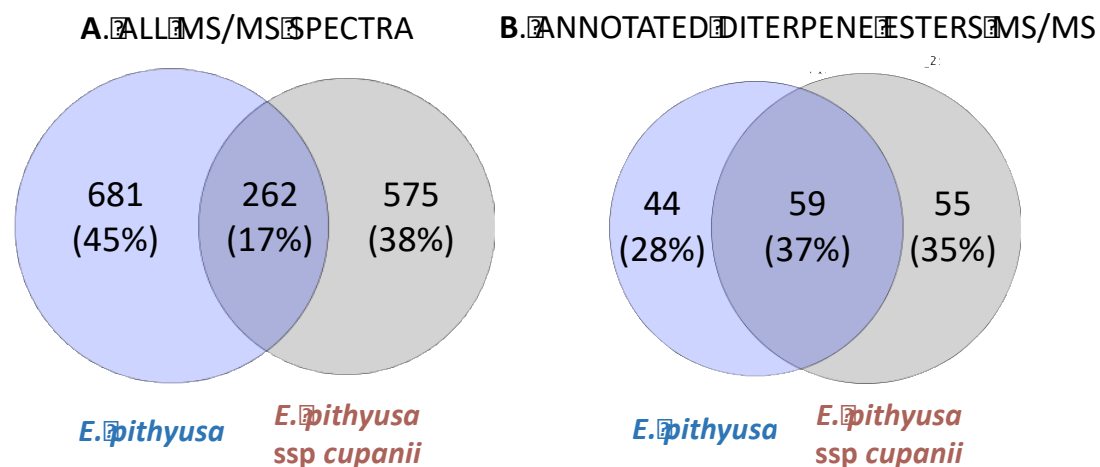 A. ALL MS/MS SPECTRA
B. ANNOTATED DITERPENE ESTERS MS/MS
681
(45%)
262
(17%)
575
(38%)
44
(28%)
59
(37%)
55
(35%)
E. pithyusa
E. pithyusa
ssp cupanii
E. pithyusa
E. pithyusa
ssp cupanii